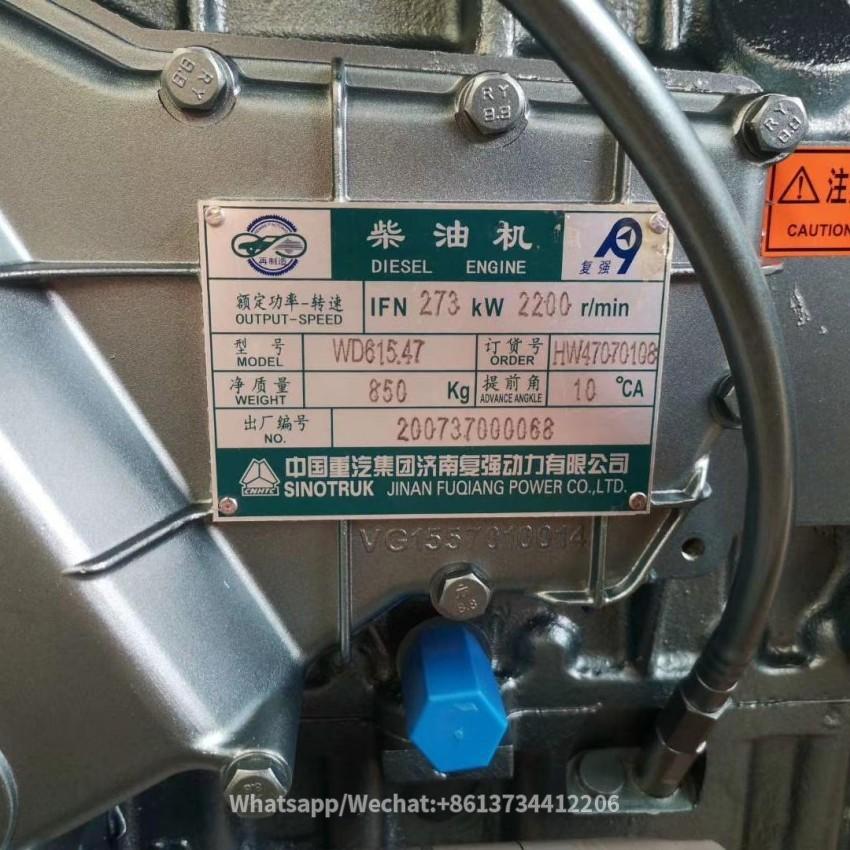 RY
8.8
RY
8.8
RY
8.8
注
CAUTION
再制造
柴油机
DIESEL ENGINE
复强
额定功率-转速
OUTPUT-SPEED
IFN 273 kW 2200 r/min
型号
MODEL
WD615.47
订货号
ORDER
HW47070108
净质量
WEIGHT
850 Kg
提前角
ADVANCE ANGKLE
10 °CA
出厂编号
NO.
200737000068
CNHTC
中国重汽集团济南复强动力有限公司
SINOTRUK JINAN FUQIANG POWER CO.,LTD.
VG1557010014
8.8
Whatsapp/Wechat:+8613734412206